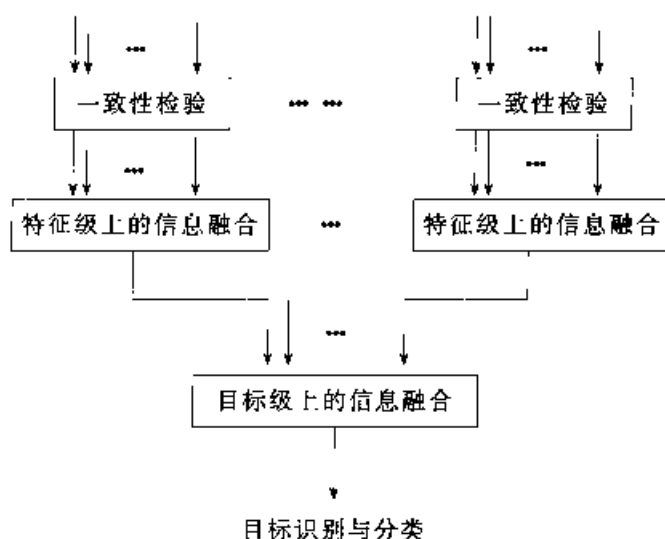 一致性检验 一致性检验
特征级上的信息融合 特征级上的信息融合
目标级上的信息融合
目标识别与分类